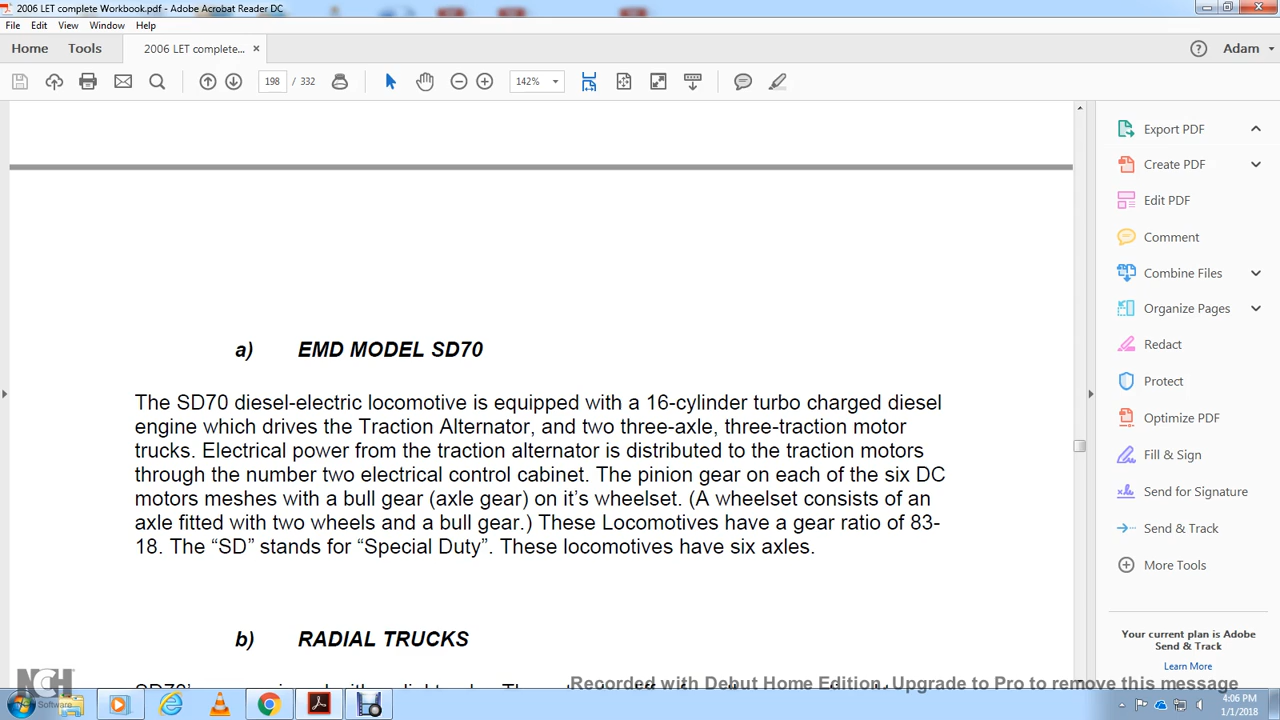 2006 LET complete Workbook.pdf - Adobe Acrobat Reader DC
File Edit View Window Help
Home Tools 2006 LET complete... × Adam
198 / 332 142%
Export PDF
Create PDF
Edit PDF
Comment
Combine Files
Organize Pages
Redact
Protect
Optimize PDF
Fill & Sign
Send for Signature
Send & Track
More Tools
Your current plan is Adobe
Send & Track
Learn More
a) EMD MODEL SD70
The SD70 diesel-electric locomotive is equipped with a 16-cylinder turbo charged diesel
engine which drives the Traction Alternator, and two three-axle, three-traction motor
trucks. Electrical power from the traction alternator is distributed to the traction motors
through the number two electrical control cabinet. The pinion gear on each of the six DC
motors meshes with a bull gear (axle gear) on it's wheelset. (A wheelset consists of an
axle fitted with two wheels and a bull gear.) These Locomotives have a gear ratio of 83-
18. The “SD” stands for “Special Duty”. These locomotives have six axles.
b) RADIAL TRUCKS
NCH
Software
Recorded with Debut Home Edition. Upgrade to Pro to remove this message
4:06 PM
1/1/2018